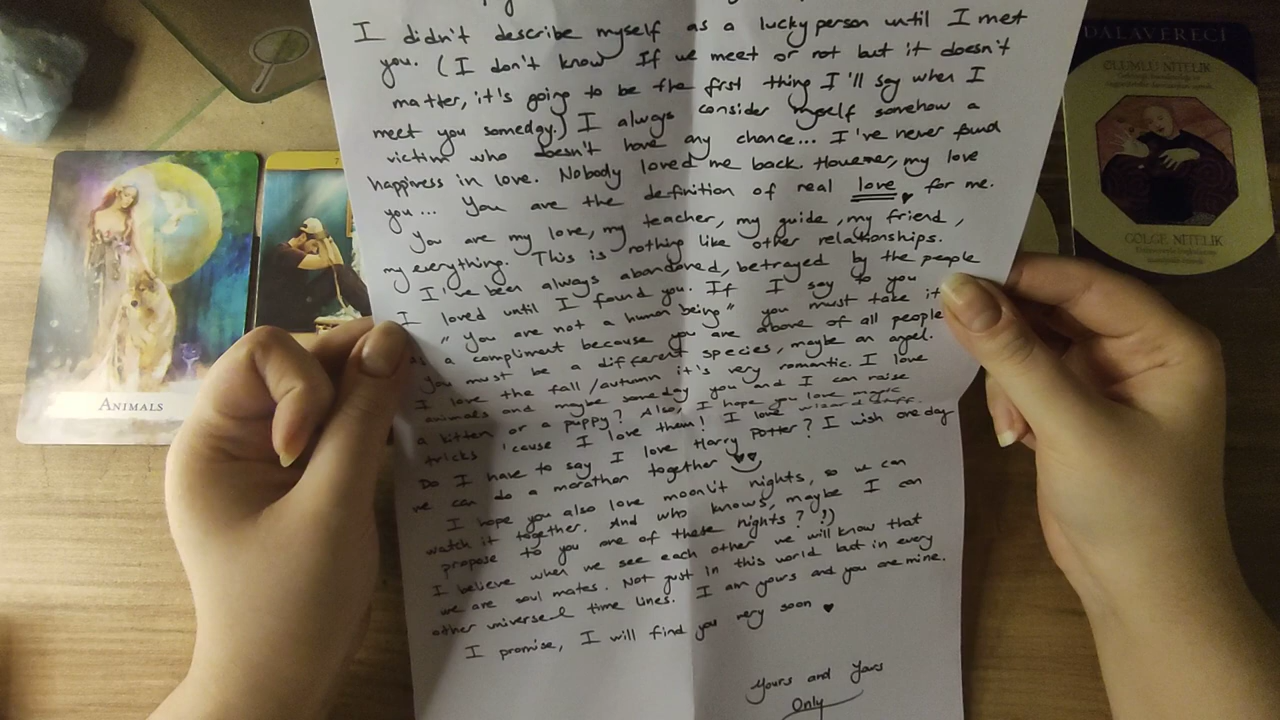 I didn't describe myself as a lucky person until I met
you. (I don't know If we meet or not but it doesn't
matter, it's going to be the first thing I'll say when I
meet you someday.) I always consider myself somehow a
victim who doesn't have any chance... I've never found
happiness in love. Nobody loved me back. However, my love
you... You are the definition of real love ♥ for me.
You are my love, my teacher, my guide, my friend,
my everything. This is nothing like other relationships.
I've been always abandoned, betrayed by the people
I loved until I found you. If I say to you
"You are not a human being" you must take it
as a compliment because you are above of all people
You must be a different species, maybe an angel.
I love the fall/autumn it's very romantic. I love
animals and maybe someday you and I can raise
a kitten or a puppy? Also, I hope you love magic
tricks 'cause I love them! I love wizard stuff.
Do I have to say I love Harry Potter? I wish one day
we can do a marathon together
I hope you also love moonlit nights, so we can
watch it together. And who knows, maybe I can
propose to you one of these nights? !)
I believe when we see each other we will know that
we are soul mates. Not just in this world but in every
other universal time lines. I am yours and you are mine.
I promise, I will find you very soon ♥
Yours and Yours
Only
ANIMALS
7
DALAVERECİ
OLUMLU NİTELİK
GÖLGE NİTELİK